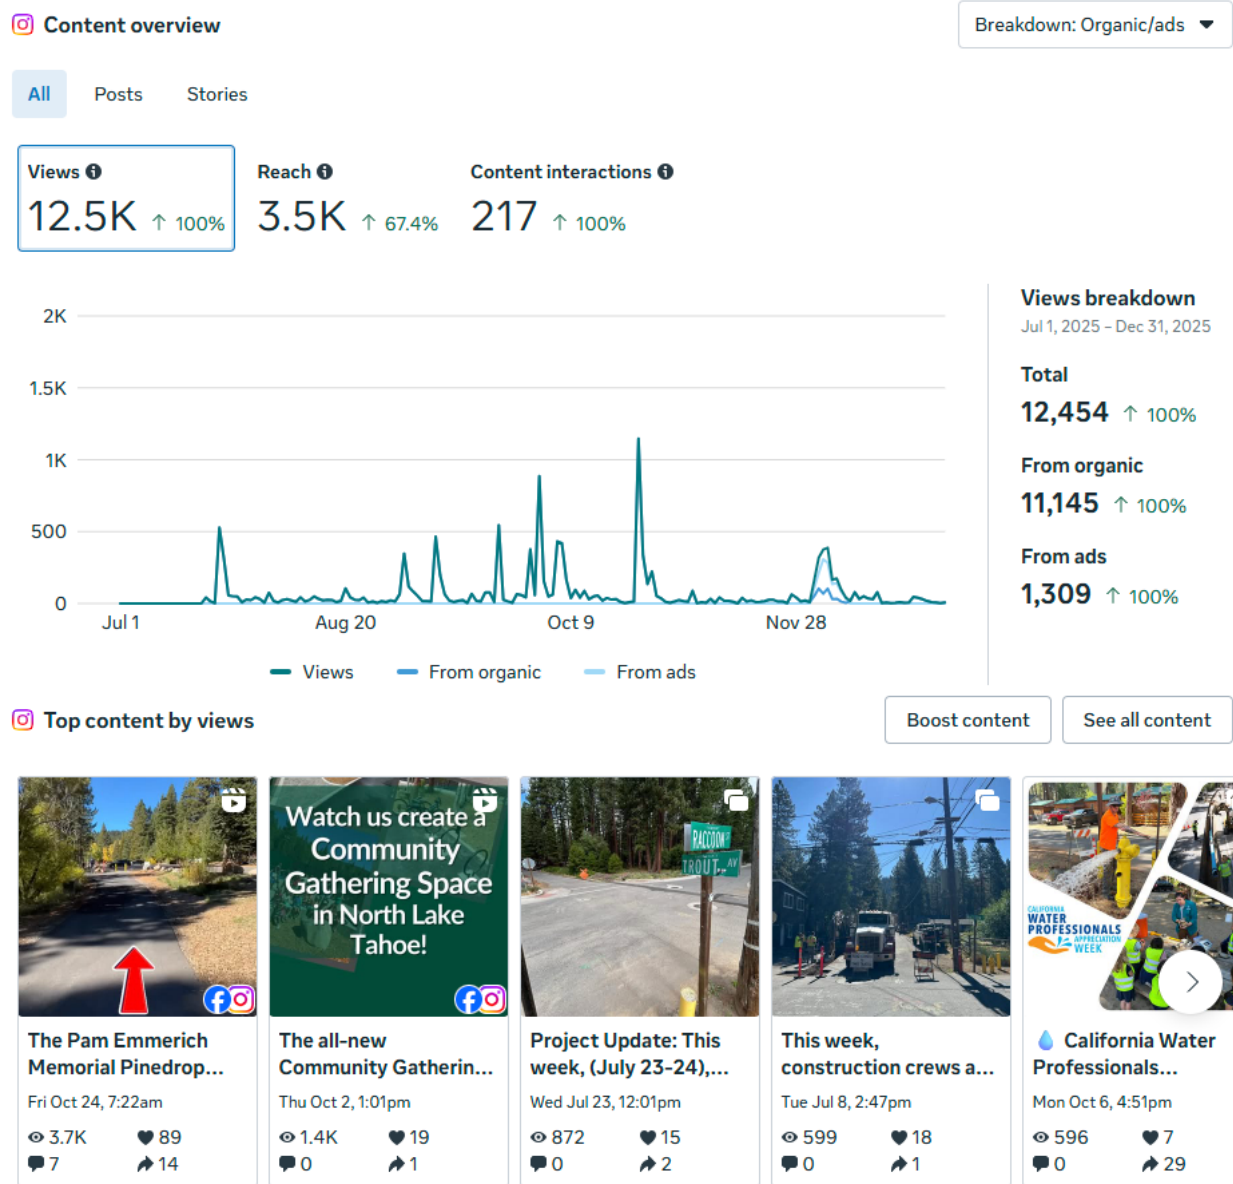 Content overview
Breakdown: Organic/ads
All
Posts
Stories
Views
Reach
Content interactions
12.5K ↑ 100%
3.5K ↑ 67.4%
217 ↑ 100%
2K
1.5K
1K
500
0
Jul 1
Aug 20
Oct 9
Nov 28
Views
From organic
From ads
Views breakdown
Jul 1, 2025 – Dec 31, 2025
Total
12,454 ↑ 100%
From organic
11,145 ↑ 100%
From ads
1,309 ↑ 100%
Top content by views
Boost content
See all content
The Pam Emmerich
Memorial Pinedrop...
Fri Oct 24, 7:22am
3.7K
89
7
14
Watch us create a
Community
Gathering Space
in North Lake
Tahoe!
The all-new
Community Gatherin...
Thu Oct 2, 1:01pm
1.4K
19
0
1
RACCOON ST
TROUT AV
Project Update: This
week, (July 23-24),...
Wed Jul 23, 12:01pm
872
15
0
2
This week,
construction crews a...
Tue Jul 8, 2:47pm
599
18
0
1
CALIFORNIA
WATER
PROFESSIONALS
APPRECIATION
WEEK
💧 California Water
Professionals...
Mon Oct 6, 4:51pm
596
7
0
29